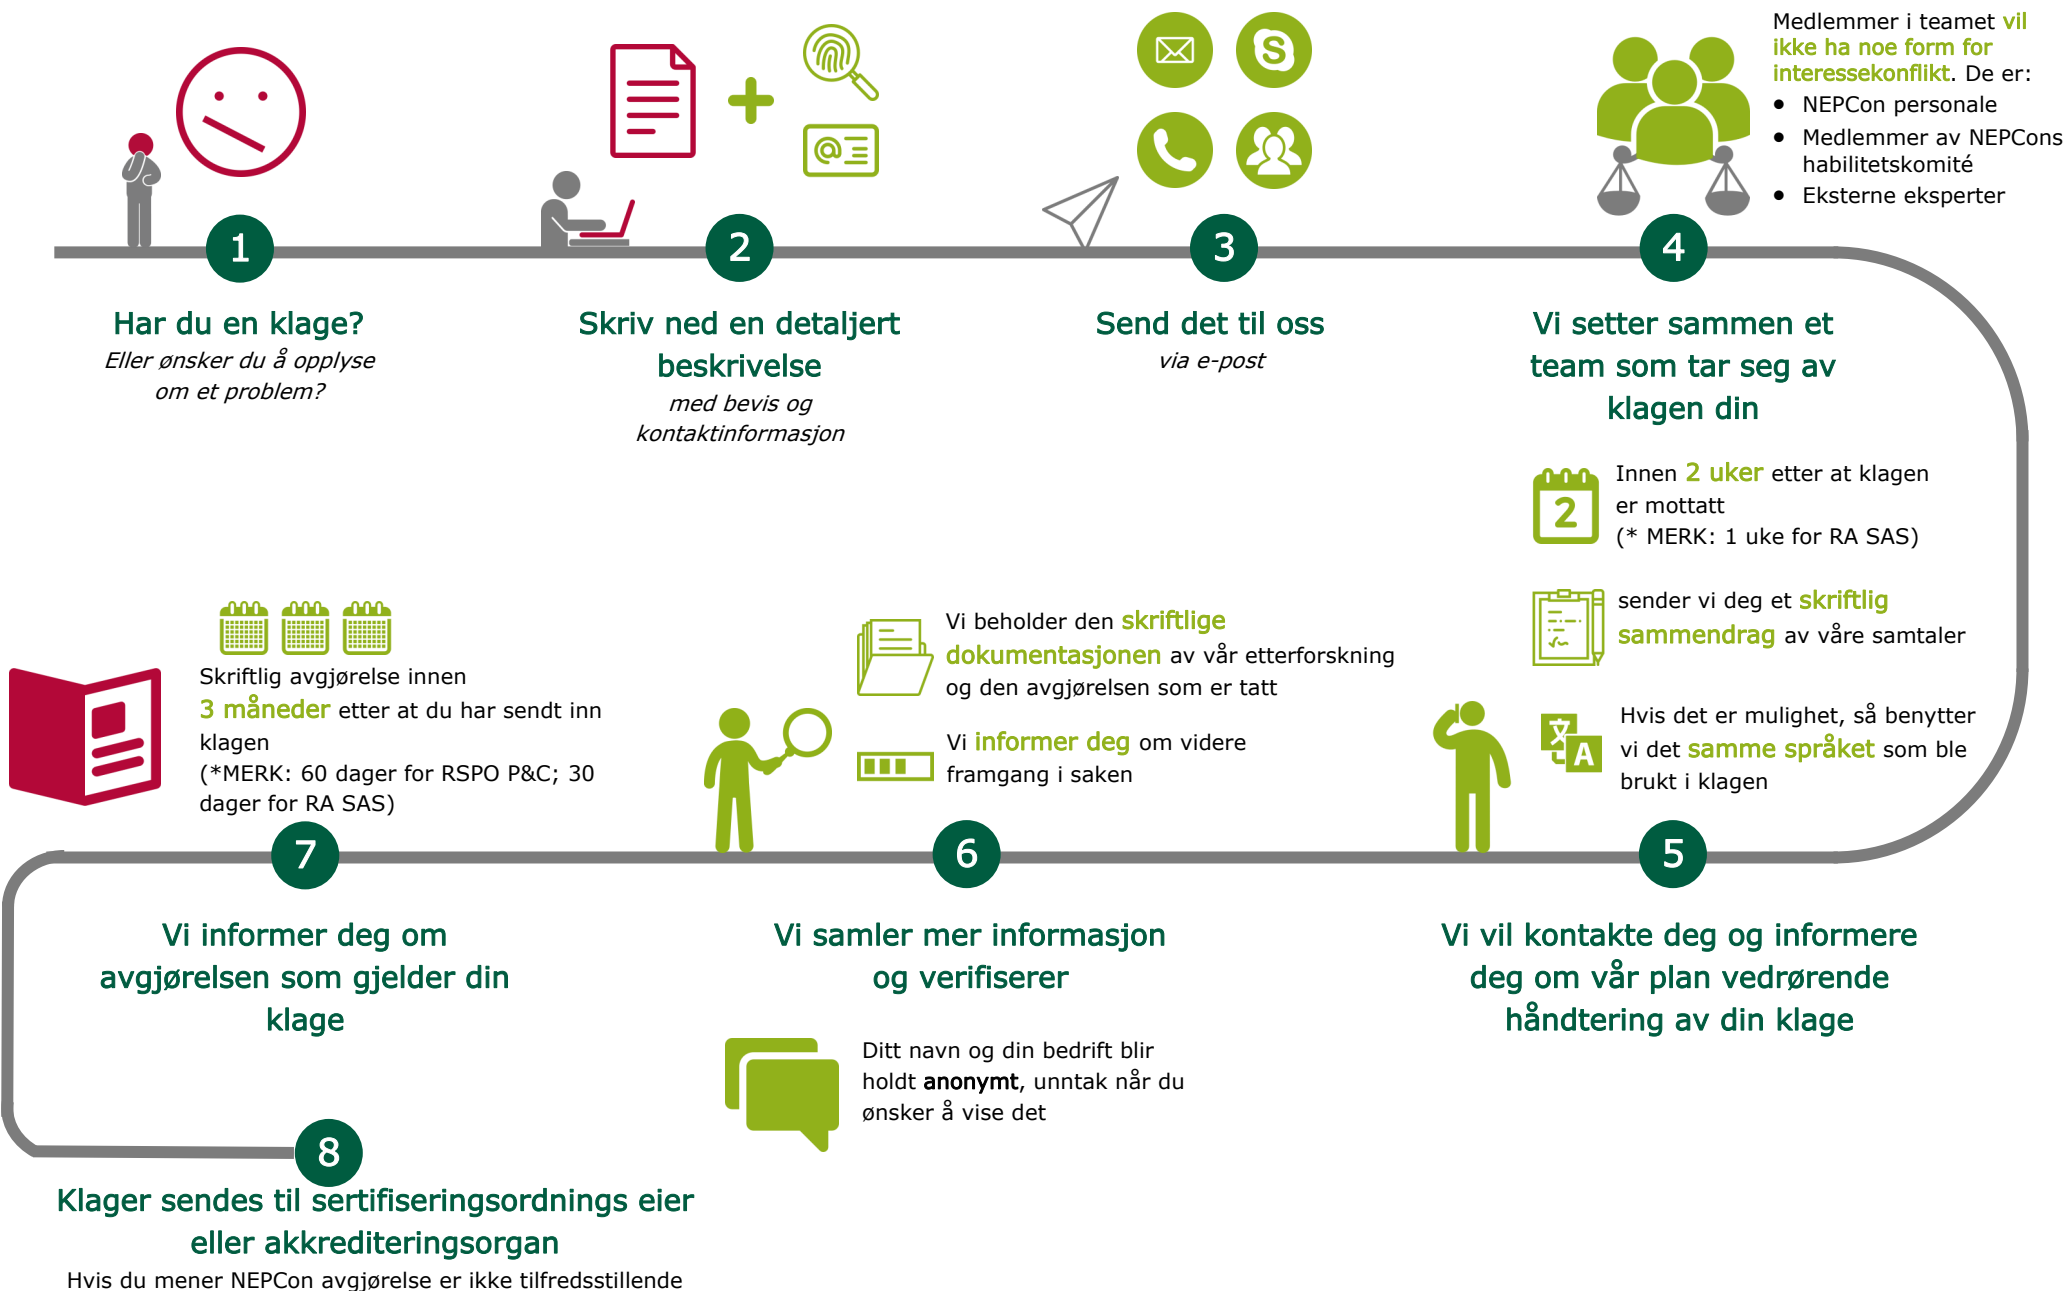 1
Har du en klage?
Eller ønsker du å opplyse
om et problem?
@
2
Skriv ned en detaljert
beskrivelse
med bevis og
kontaktinformasjon
S
3
Send det til oss
via e-post
Medlemmer i teamet vil
ikke ha noe form for
interessekonflikt. De er:
• NEPCon personale
• Medlemmer av NEPCons
habilitetskomité
• Eksterne eksperter
4
Vi setter sammen et
team som tar seg av
klagen din
2
Innen 2 uker etter at klagen
er mottatt
(* MERK: 1 uke for RA SAS)
sender vi deg et skriftlig
sammendrag av våre samtaler
文
A
Hvis det er mulighet, så benytter
vi det samme språket som ble
brukt i klagen
5
Vi vil kontakte deg og informere
deg om vår plan vedrørende
håndtering av din klage
Vi beholder den skriftlige
dokumentasjonen av vår etterforskning
og den avgjørelsen som er tatt
Vi informer deg om videre
framgang i saken
6
Vi samler mer informasjon
og verifiserer
Ditt navn og din bedrift blir
holdt anonymt, unntak når du
ønsker å vise det
Skriftlig avgjørelse innen
3 måneder etter at du har sendt inn
klagen
(*MERK: 60 dager for RSPO P&C; 30
dager for RA SAS)
7
Vi informer deg om
avgjørelsen som gjelder din
klage
8
Klager sendes til sertifiseringsordnings eier
eller akkrediteringsorgan
Hvis du mener NEPCon avgjørelse er ikke tilfredsstillende